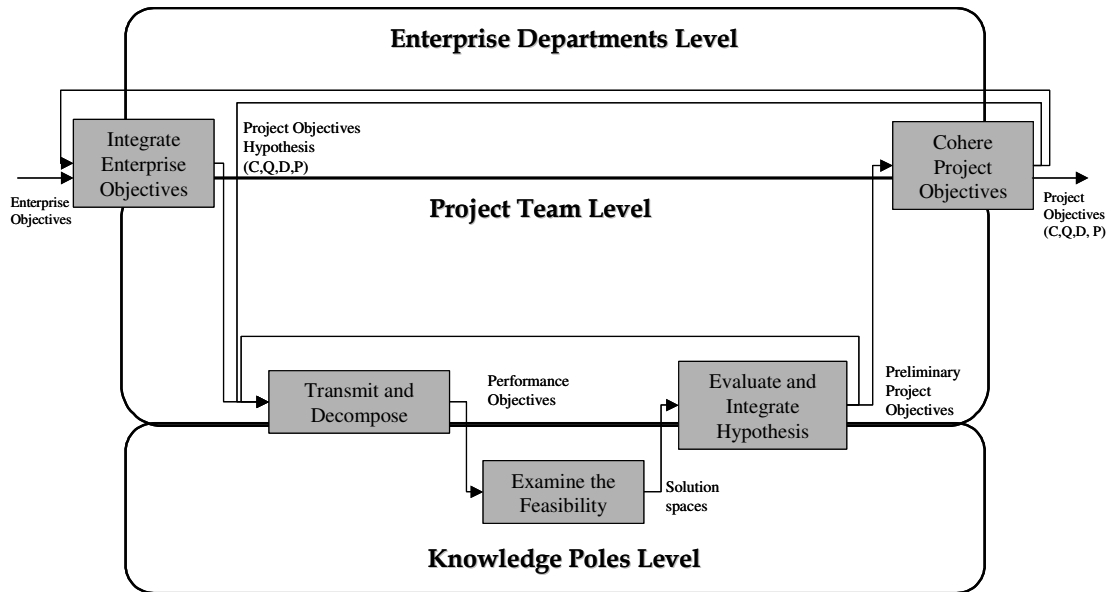 Enterprise Departments Level
Integrate
Enterprise
Objectives
Project Objectives
Hypothesis
(C,Q,D,P)
Cohere
Project
Objectives
Enterprise
Objectives
Project Team Level
Project
Objectives
(C,Q,D, P)
Transmit and
Decompose
Performance
Objectives
Evaluate and
Integrate
Hypothesis
Preliminary
Project
Objectives
Examine the
Feasibility
Solution
spaces
Knowledge Poles Level